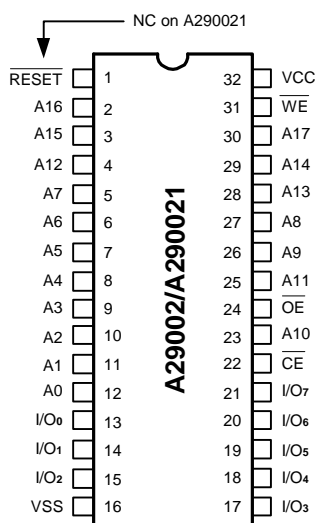 NC on A290021
RESET 1 32 VCC
A16 2 31 WE
A15 3 30 A17
A12 4 29 A14
A7 5 28 A13
A6 6 27 A8
A5 7 26 A9
A4 8 25 A11
A3 9 24 OE
A2 10 23 A10
A1 11 22 CE
A0 12 21 I/O7
I/O0 13 20 I/O6
I/O1 14 19 I/O5
I/O2 15 18 I/O4
VSS 16 17 I/O3
A29002/A290021